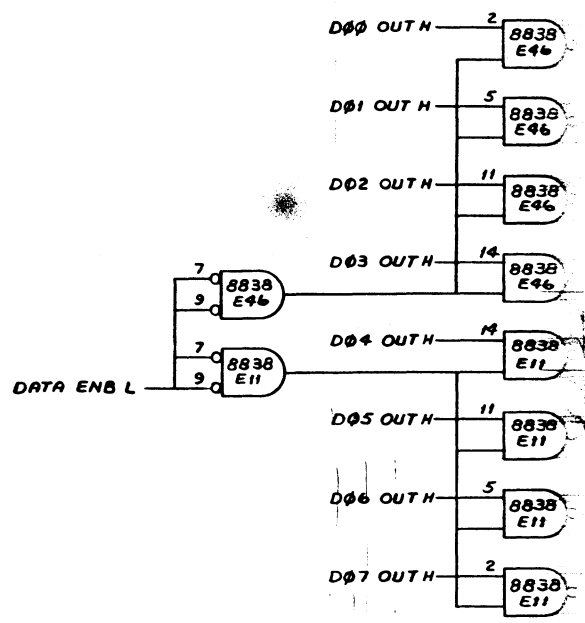 DØØ OUT H 2 8838 E46
DØ1 OUT H 5 8838 E46
DØ2 OUT H 11 8838 E46
DØ3 OUT H 14 8838 E46
7 9 8838 E46
DØ4 OUT H 14 8838 E11
7 9 8838 E11
DATA ENB L
DØ5 OUT H 11 8838 E11
DØ6 OUT H 5 8838 E11
DØ7 OUT H 2 8838 E11